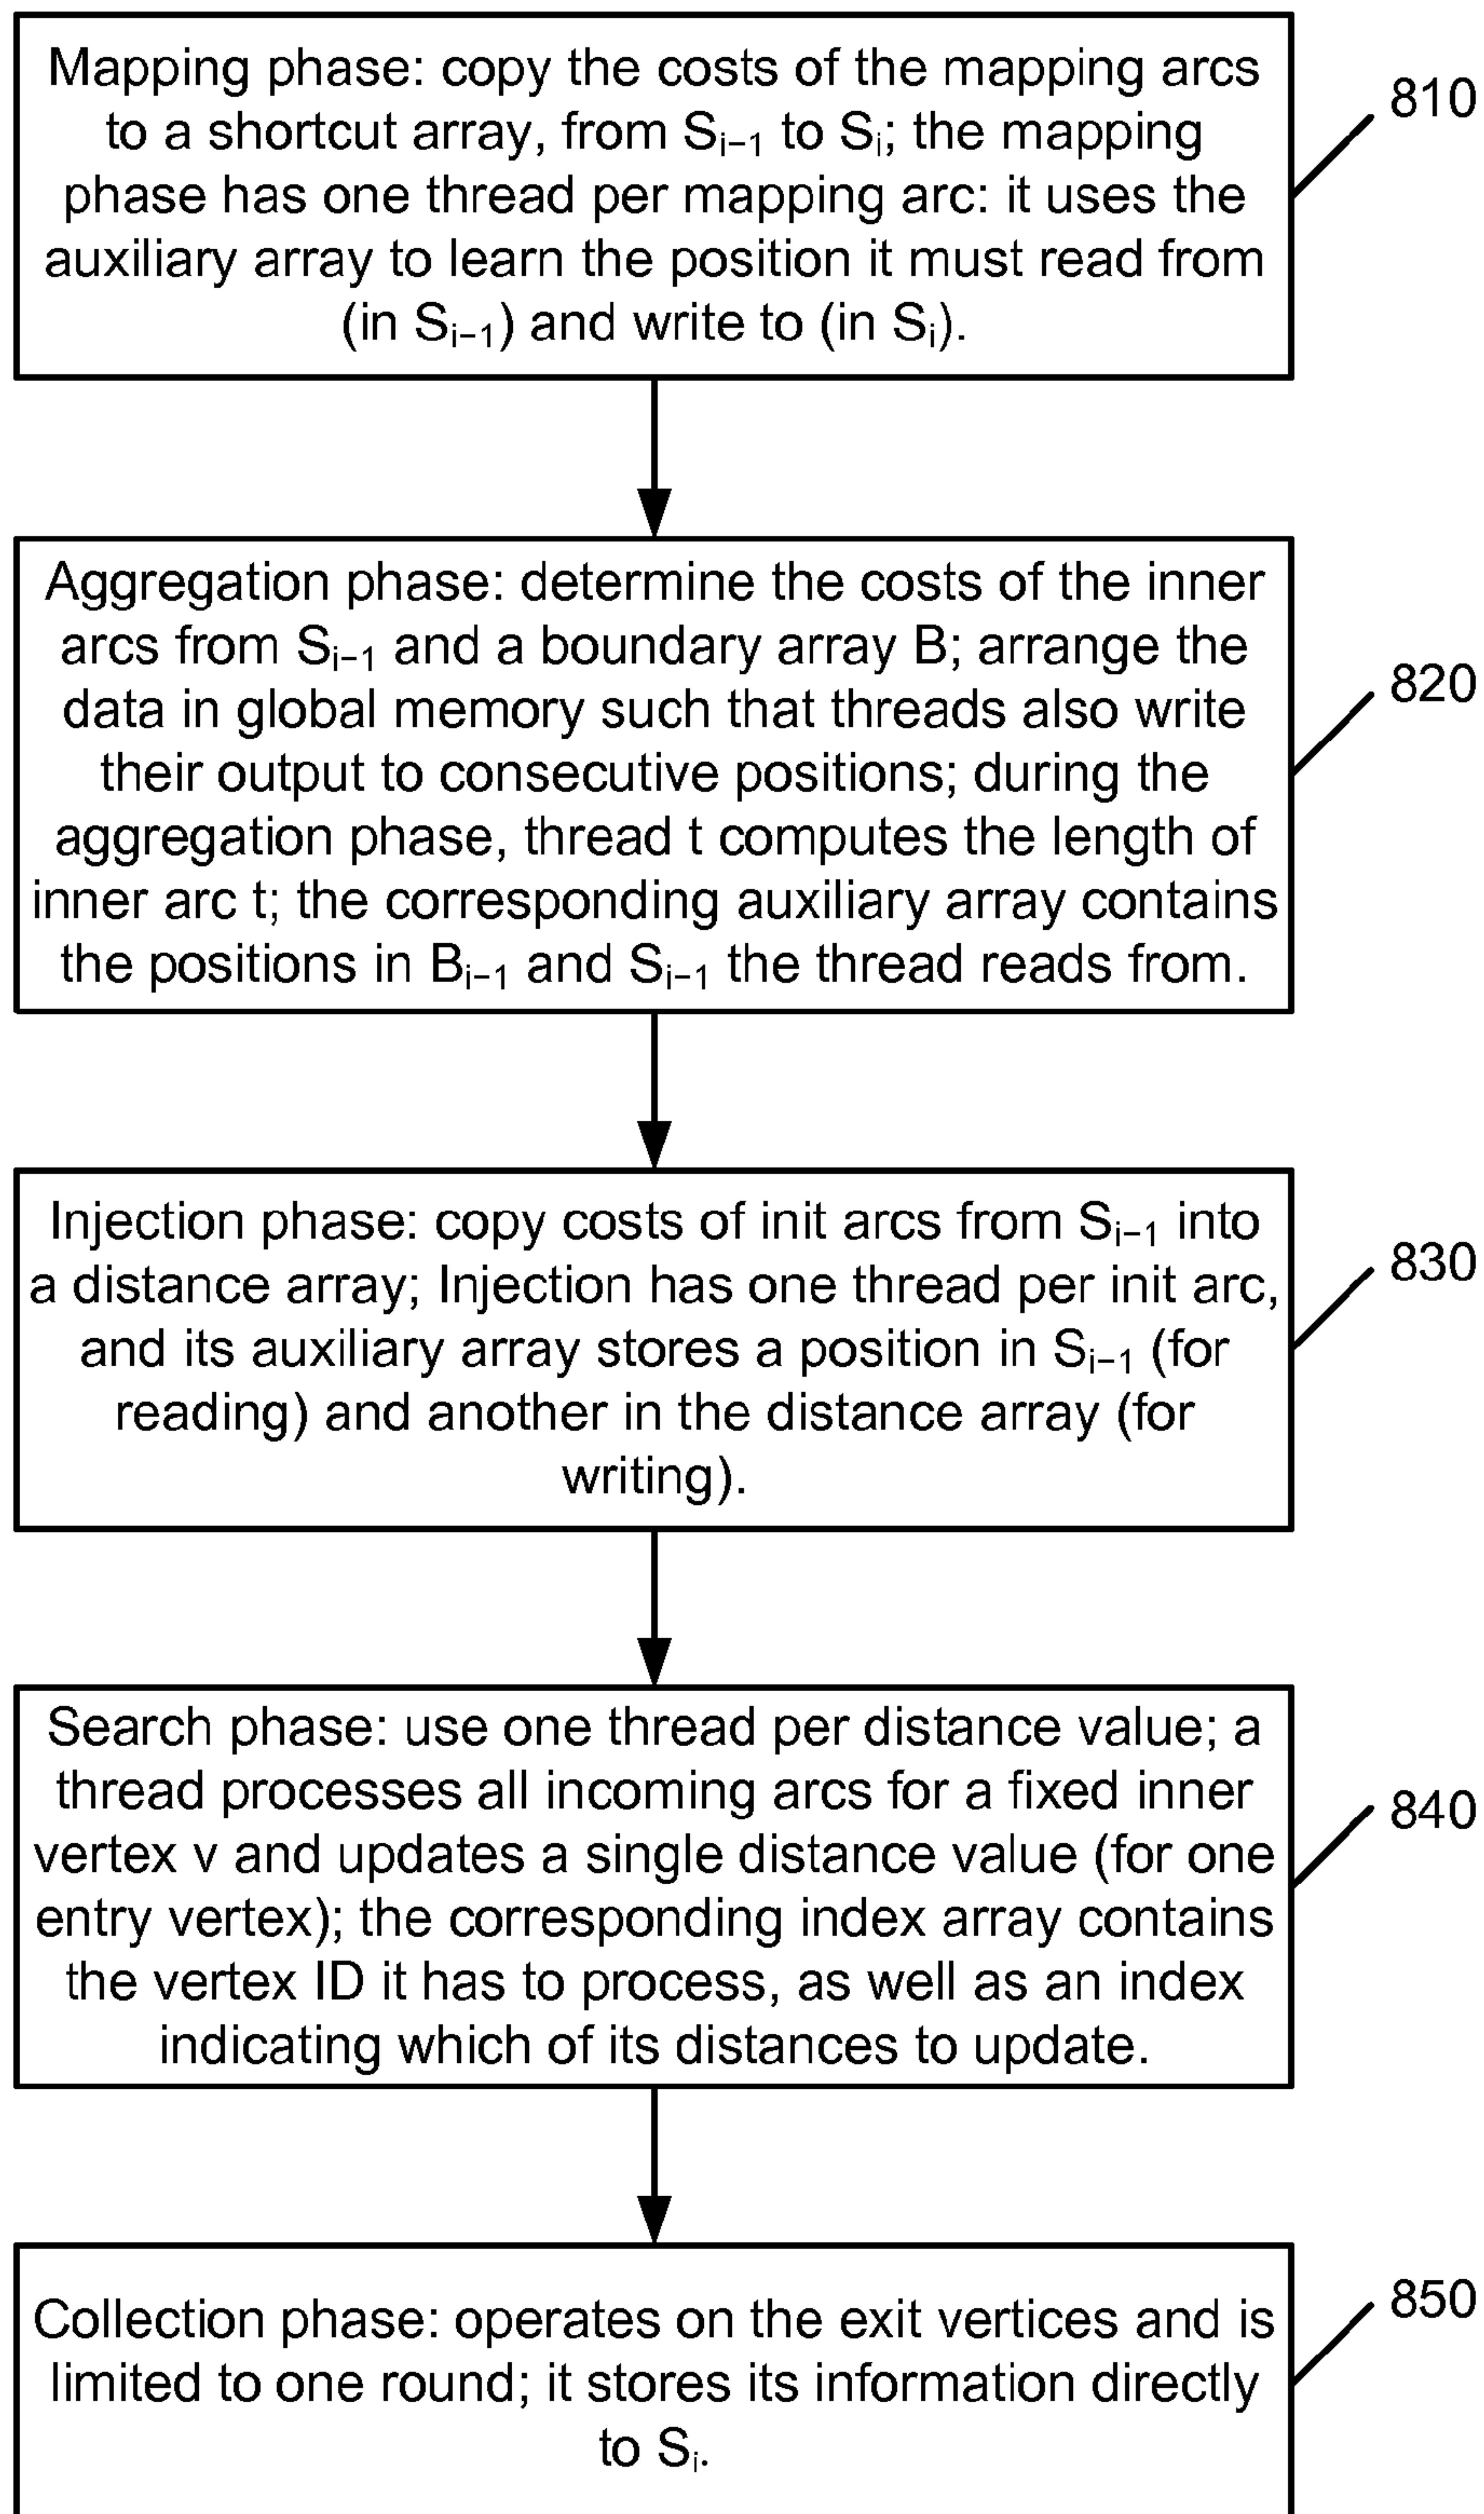 Mapping phase: copy the costs of the mapping arcs
to a shortcut array, from Sᵢ₋₁ to Sᵢ; the mapping
phase has one thread per mapping arc: it uses the
auxiliary array to learn the position it must read from
(in Sᵢ₋₁) and write to (in Sᵢ).
810
Aggregation phase: determine the costs of the inner
arcs from Sᵢ₋₁ and a boundary array B; arrange the
data in global memory such that threads also write
their output to consecutive positions; during the
aggregation phase, thread t computes the length of
inner arc t; the corresponding auxiliary array contains
the positions in Bᵢ₋₁ and Sᵢ₋₁ the thread reads from.
820
Injection phase: copy costs of init arcs from Sᵢ₋₁ into
a distance array; Injection has one thread per init arc,
and its auxiliary array stores a position in Sᵢ₋₁ (for
reading) and another in the distance array (for
writing).
830
Search phase: use one thread per distance value; a
thread processes all incoming arcs for a fixed inner
vertex v and updates a single distance value (for one
entry vertex); the corresponding index array contains
the vertex ID it has to process, as well as an index
indicating which of its distances to update.
840
Collection phase: operates on the exit vertices and is
limited to one round; it stores its information directly
to Sᵢ.
850